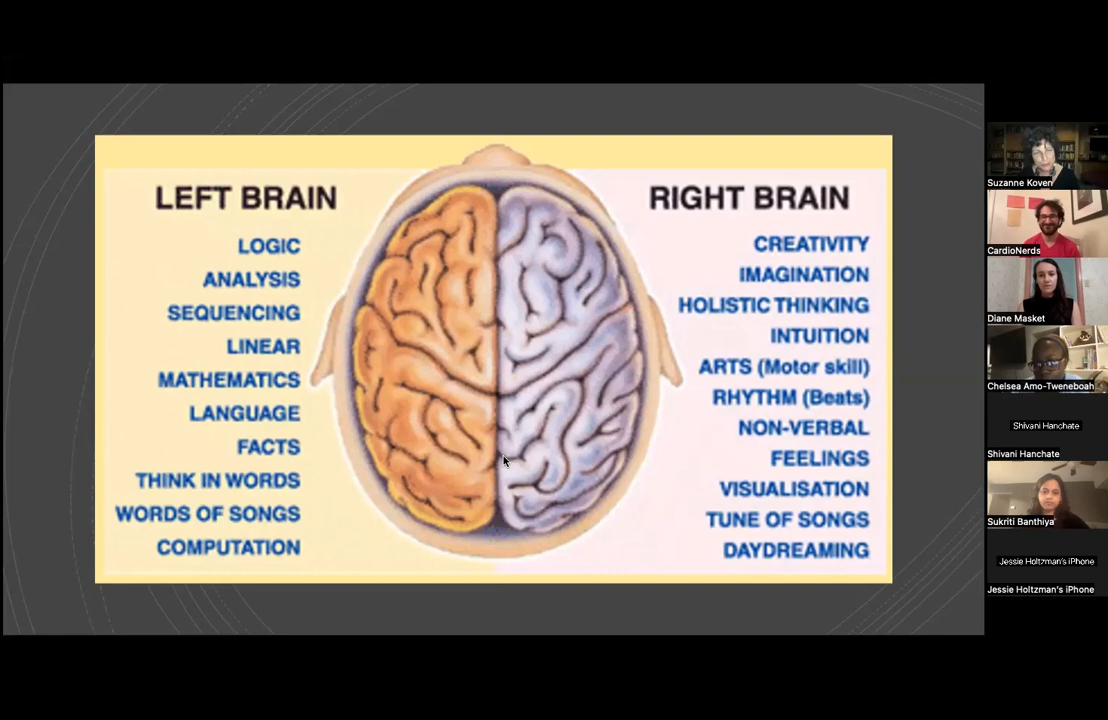 LEFT BRAIN
LOGIC
ANALYSIS
SEQUENCING
LINEAR
MATHEMATICS
LANGUAGE
FACTS
THINK IN WORDS
WORDS OF SONGS
COMPUTATION
RIGHT BRAIN
CREATIVITY
IMAGINATION
HOLISTIC THINKING
INTUITION
ARTS (Motor skill)
RHYTHM (Beats)
NON-VERBAL
FEELINGS
VISUALISATION
TUNE OF SONGS
DAYDREAMING
Suzanne Koven
CardioNerds
Diane Masket
Chelsea Amo-Tweneboah
Shivani Hanchate
Shivani Hanchate
Sukriti Banthiya
Jessie Holtzman's iPhone
Jessie Holtzman's iPhone